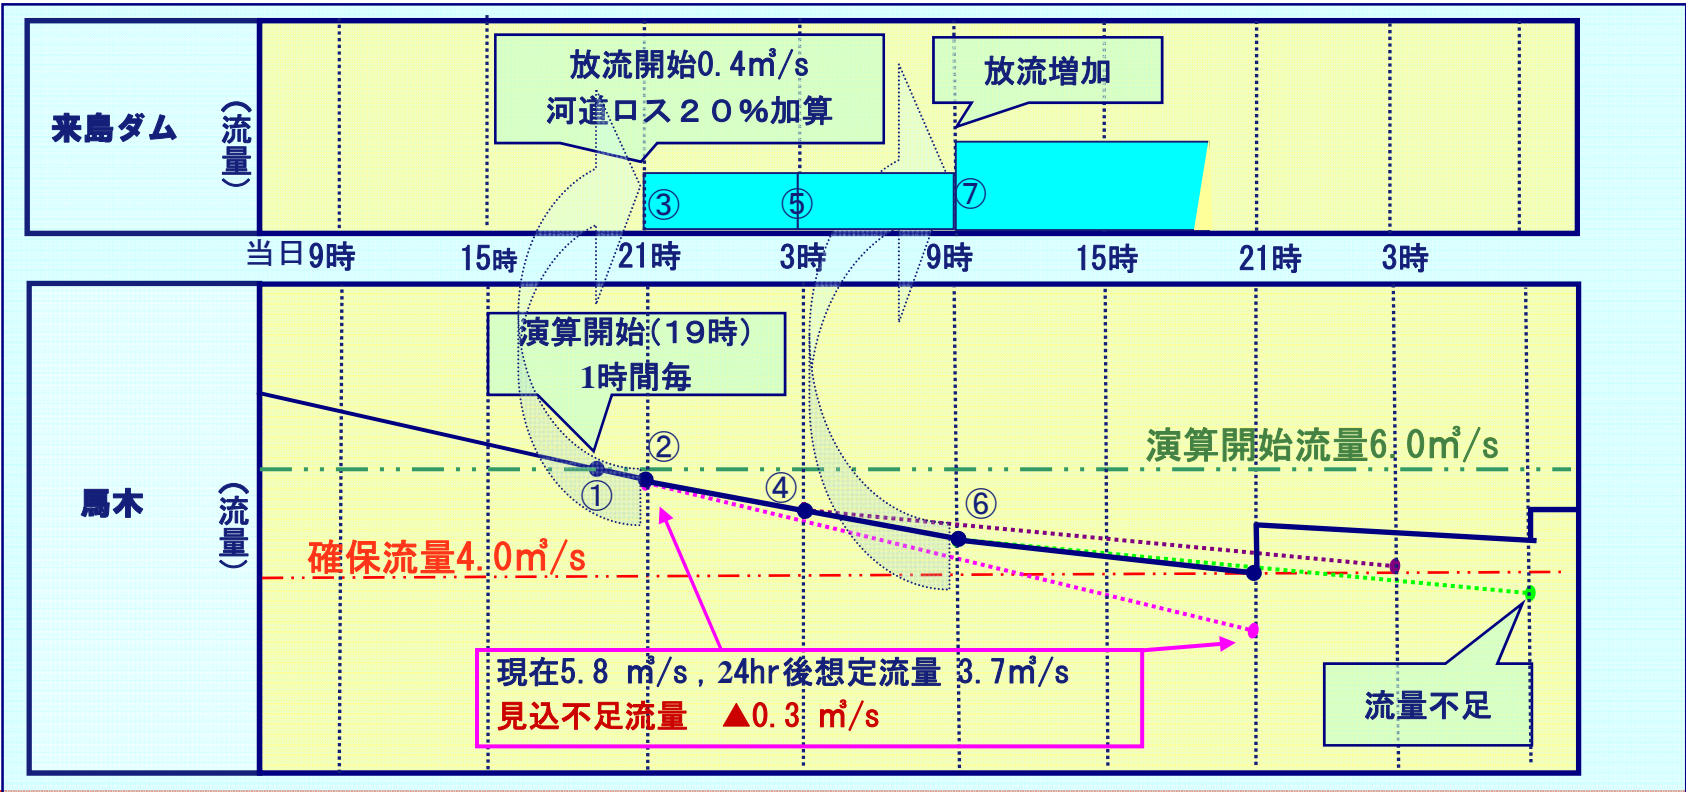 放流開始0.4㎥/s
河道ロス２０%加算
放流増加
来島ダム
（流量）
③
⑤
⑦
当日 9時 15時 21時 3時 9時 15時 21時 3時
演算開始(19時)
1時間毎
演算開始流量6.0㎥/s
②
①
④
⑥
馬木
（流量）
確保流量4.0㎥/s
現在5.8 ㎥/s , 24hr後想定流量 3.7㎥/s
見込不足流量 ▲0.3 ㎥/s
流量不足